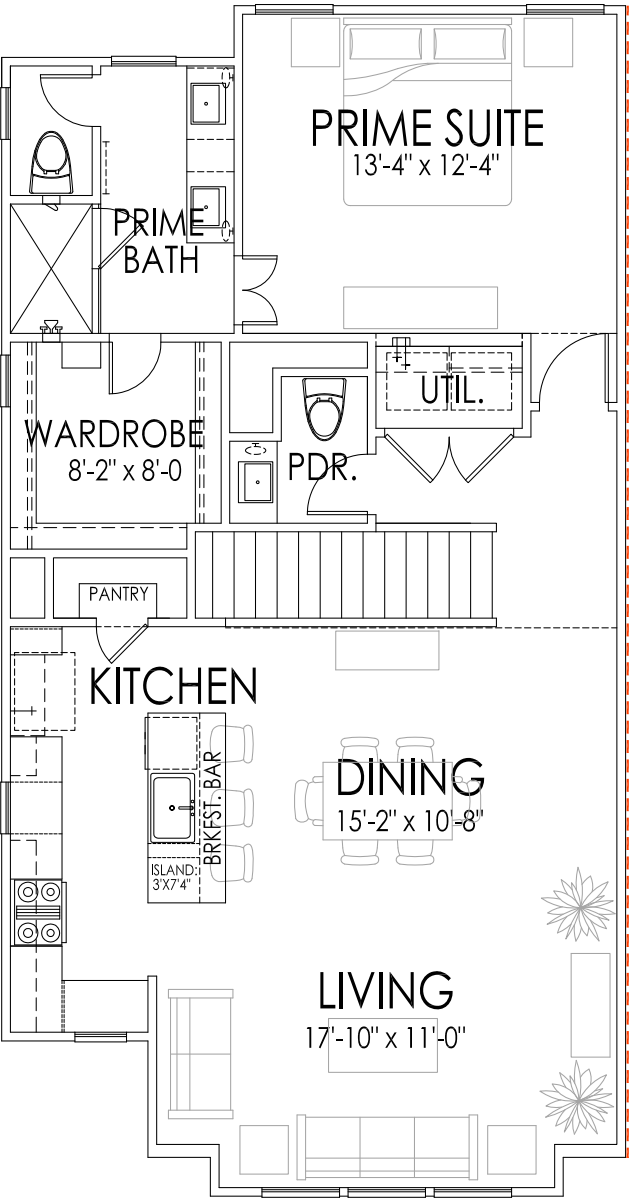 PRIME SUITE
13'-4" x 12'-4"
PRIME
BATH
UTIL.
WARDROBE
8'-2" x 8'-0
PDR.
PANTRY
KITCHEN
BRKFST. BAR
DINING
15'-2" x 10'-8"
ISLAND:
3'X7'4"
LIVING
17'-10" x 11'-0"